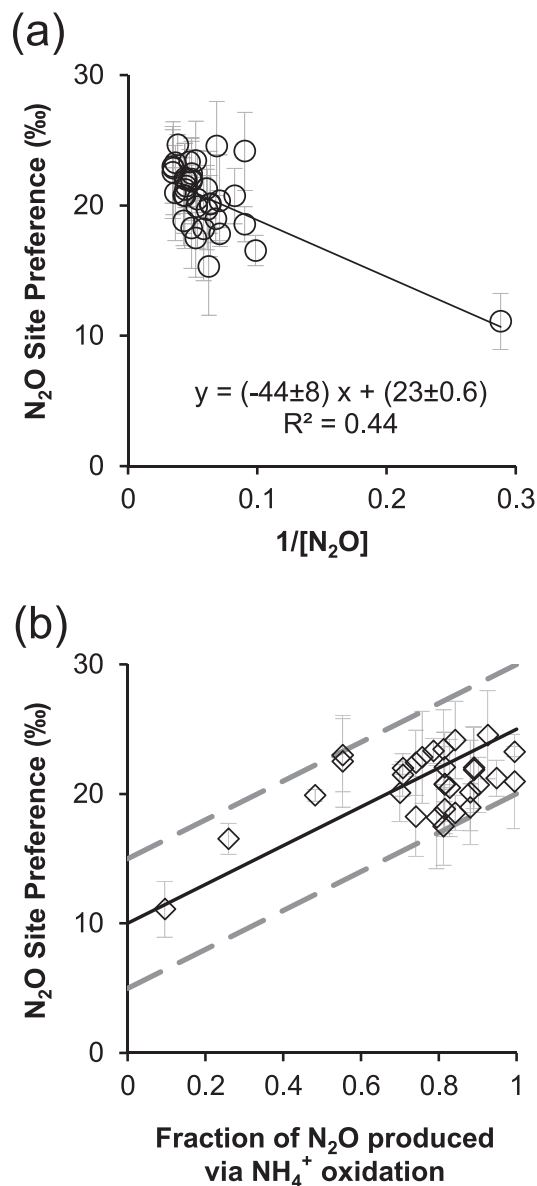 (a)
30
20
10
0
N₂O Site Preference (‰)
y = (-44±8) x + (23±0.6)
R² = 0.44
0 0.1 0.2 0.3
1/[N₂O]
(b)
30
20
10
0
N₂O Site Preference (‰)
0 0.2 0.4 0.6 0.8 1
Fraction of N₂O produced
via NH₄⁺ oxidation